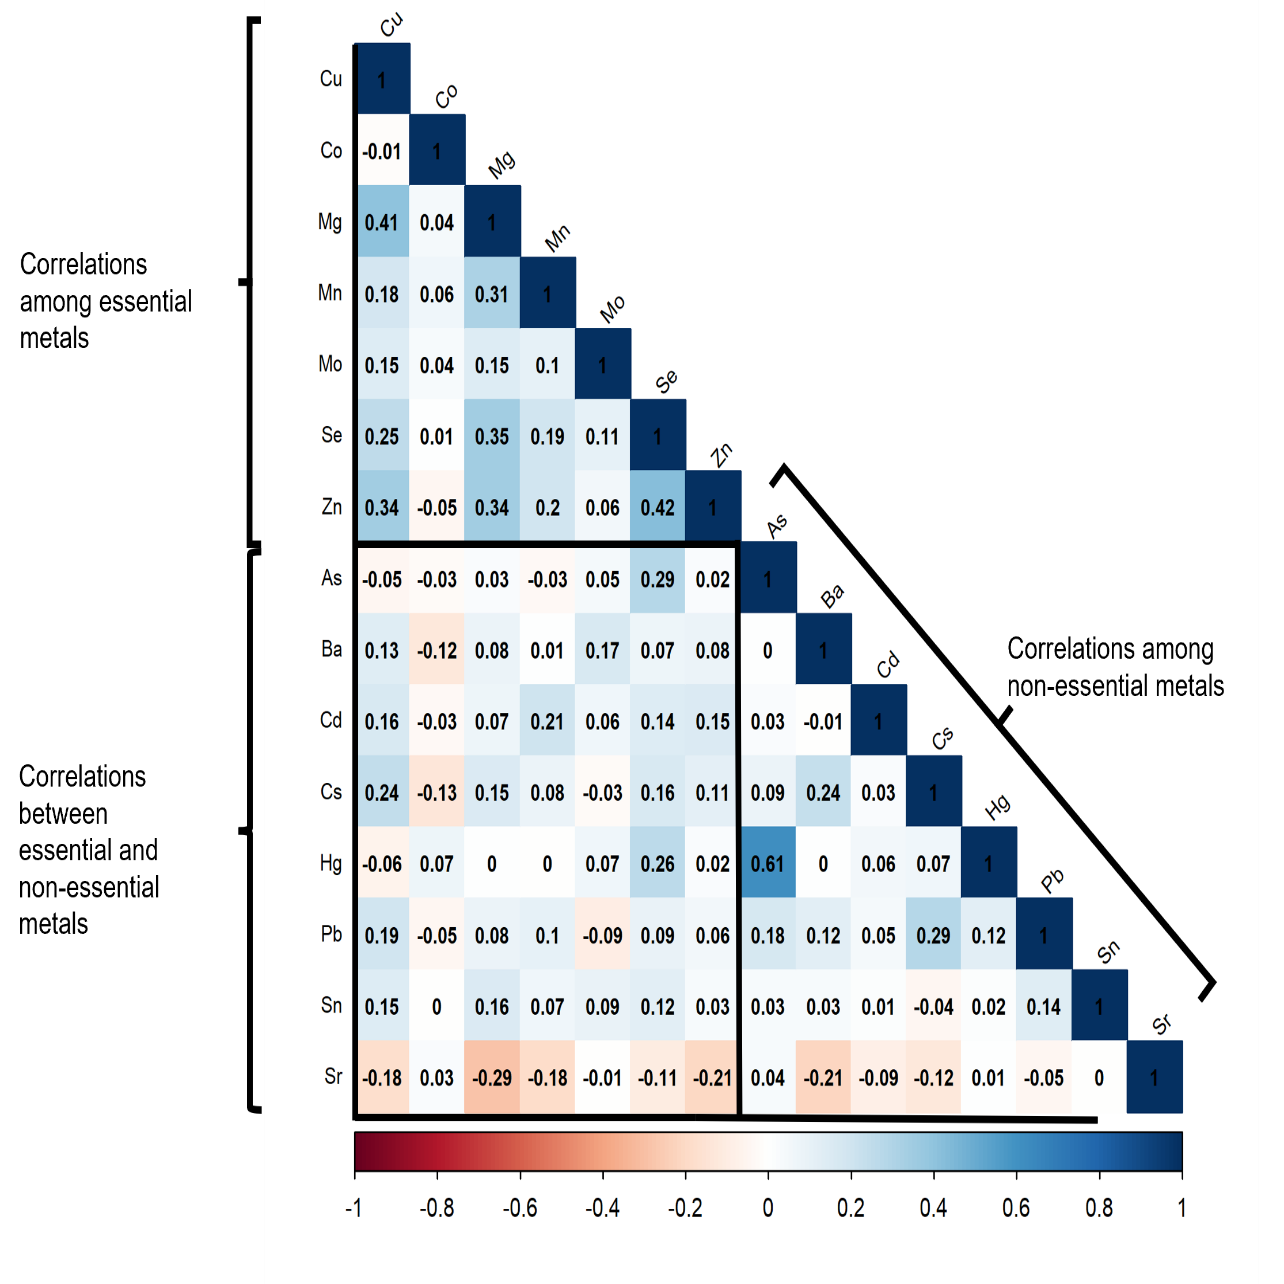 Cu
Cu 1
Co
Co -0.01 1
Mg
Mg 0.41 0.04 1
Mn
Mn 0.18 0.06 0.31 1
Mo
Mo 0.15 0.04 0.15 0.1 1
Se
Se 0.25 0.01 0.35 0.19 0.11 1
Zn
Zn 0.34 -0.05 0.34 0.2 0.06 0.42 1
Correlations
among essential
metals
As
As -0.05 -0.03 0.03 -0.03 0.05 0.29 0.02 1
Ba
Ba 0.13 -0.12 0.08 0.01 0.17 0.07 0.08 0 1
Cd
Cd 0.16 -0.03 0.07 0.21 0.06 0.14 0.15 0.03 -0.01 1
Cs
Cs 0.24 -0.13 0.15 0.08 -0.03 0.16 0.11 0.09 0.24 0.03 1
Hg
Hg -0.06 0.07 0 0 0.07 0.26 0.02 0.61 0 0.06 0.07 1
Pb
Pb 0.19 -0.05 0.08 0.1 -0.09 0.09 0.06 0.18 0.12 0.05 0.29 0.12 1
Sn
Sn 0.15 0 0.16 0.07 0.09 0.12 0.03 0.03 0.03 0.01 -0.04 0.02 0.14 1
Sr
Sr -0.18 0.03 -0.29 -0.18 -0.01 -0.11 -0.21 0.04 -0.21 -0.09 -0.12 0.01 -0.05 0 1
Correlations among
non-essential metals
Correlations
between
essential and
non-essential
metals
-1 -0.8 -0.6 -0.4 -0.2 0 0.2 0.4 0.6 0.8 1